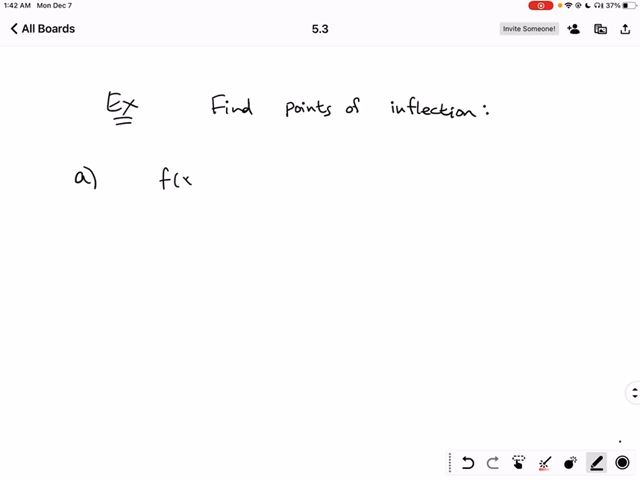 1:42 AM Mon Dec 7
37%
All Boards
5.3
Invite Someone!
Ex Find points of inflection:
a) f(x